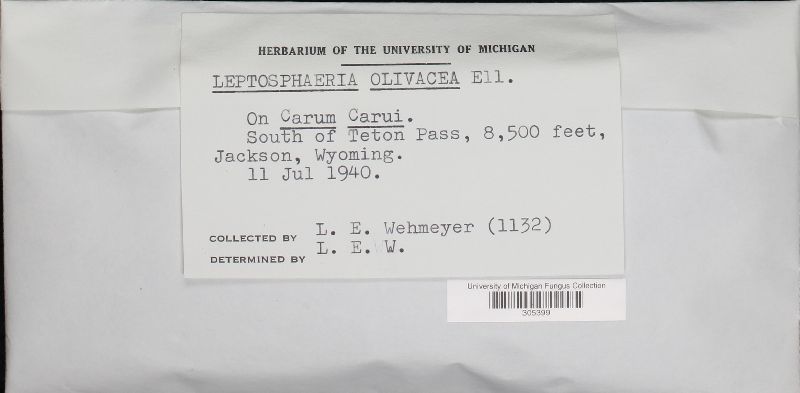 HERBARIUM OF THE UNIVERSITY OF MICHIGAN
LEPTOSPHAERIA OLIVACEA Ell.
On Carum Carui.
South of Teton Pass, 8,500 feet,
Jackson, Wyoming.
11 Jul 1940.
COLLECTED BY L. E. Wehmeyer (1132)
DETERMINED BY L. E. W.
University of Michigan Fungus Collection
305399